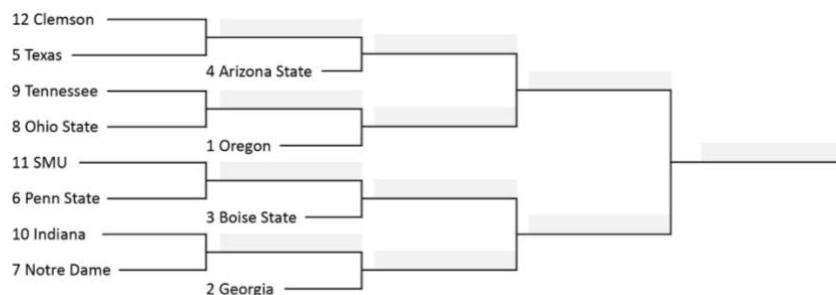 12 Clemson
5 Texas
4 Arizona State
9 Tennessee
8 Ohio State
1 Oregon
11 SMU
6 Penn State
3 Boise State
10 Indiana
7 Notre Dame
2 Georgia